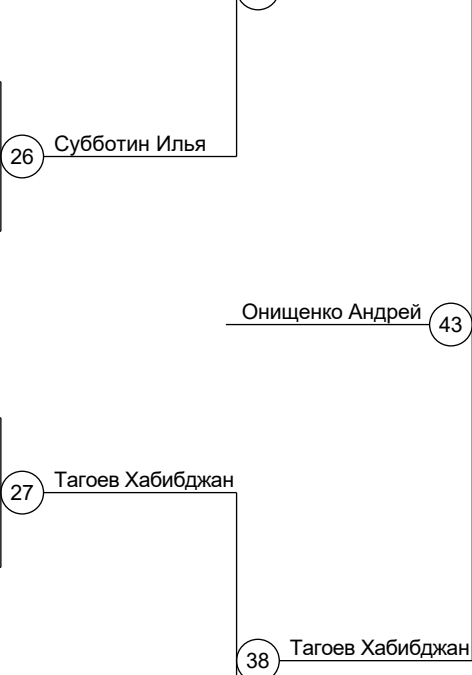 26 Субботин Илья
Онищенко Андрей 43
27 Тагоев Хабибджан
38 Тагоев Хабибджан